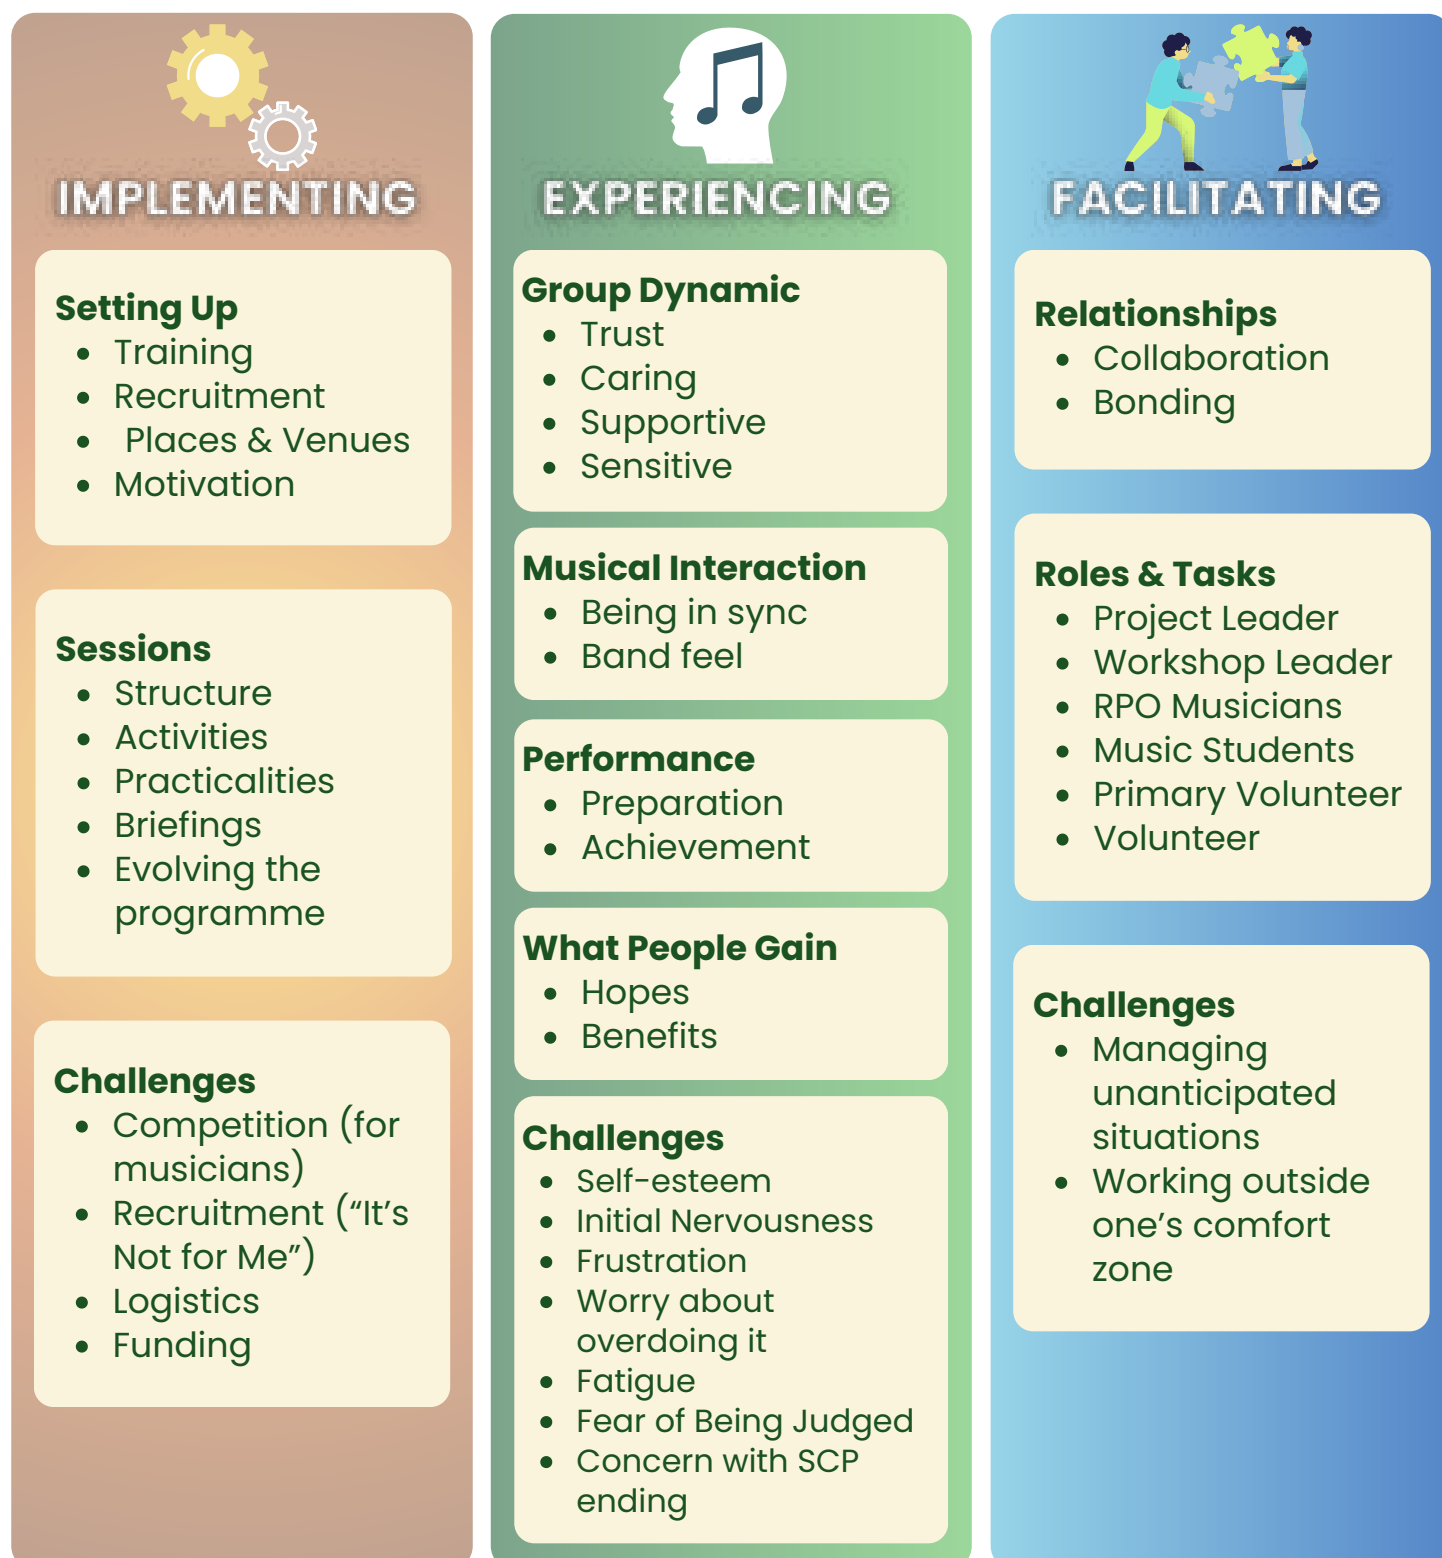 IMPLEMENTING
Setting Up
• Training
• Recruitment
• Places & Venues
• Motivation
Sessions
• Structure
• Activities
• Practicalities
• Briefings
• Evolving the
programme
Challenges
• Competition (for
musicians)
• Recruitment (“It’s
Not for Me”)
• Logistics
• Funding
EXPERIENCING
Group Dynamic
• Trust
• Caring
• Supportive
• Sensitive
Musical Interaction
• Being in sync
• Band feel
Performance
• Preparation
• Achievement
What People Gain
• Hopes
• Benefits
Challenges
• Self-esteem
• Initial Nervousness
• Frustration
• Worry about
overdoing it
• Fatigue
• Fear of Being Judged
• Concern with SCP
ending
FACILITATING
Relationships
• Collaboration
• Bonding
Roles & Tasks
• Project Leader
• Workshop Leader
• RPO Musicians
• Music Students
• Primary Volunteer
• Volunteer
Challenges
• Managing
unanticipated
situations
• Working outside
one’s comfort
zone